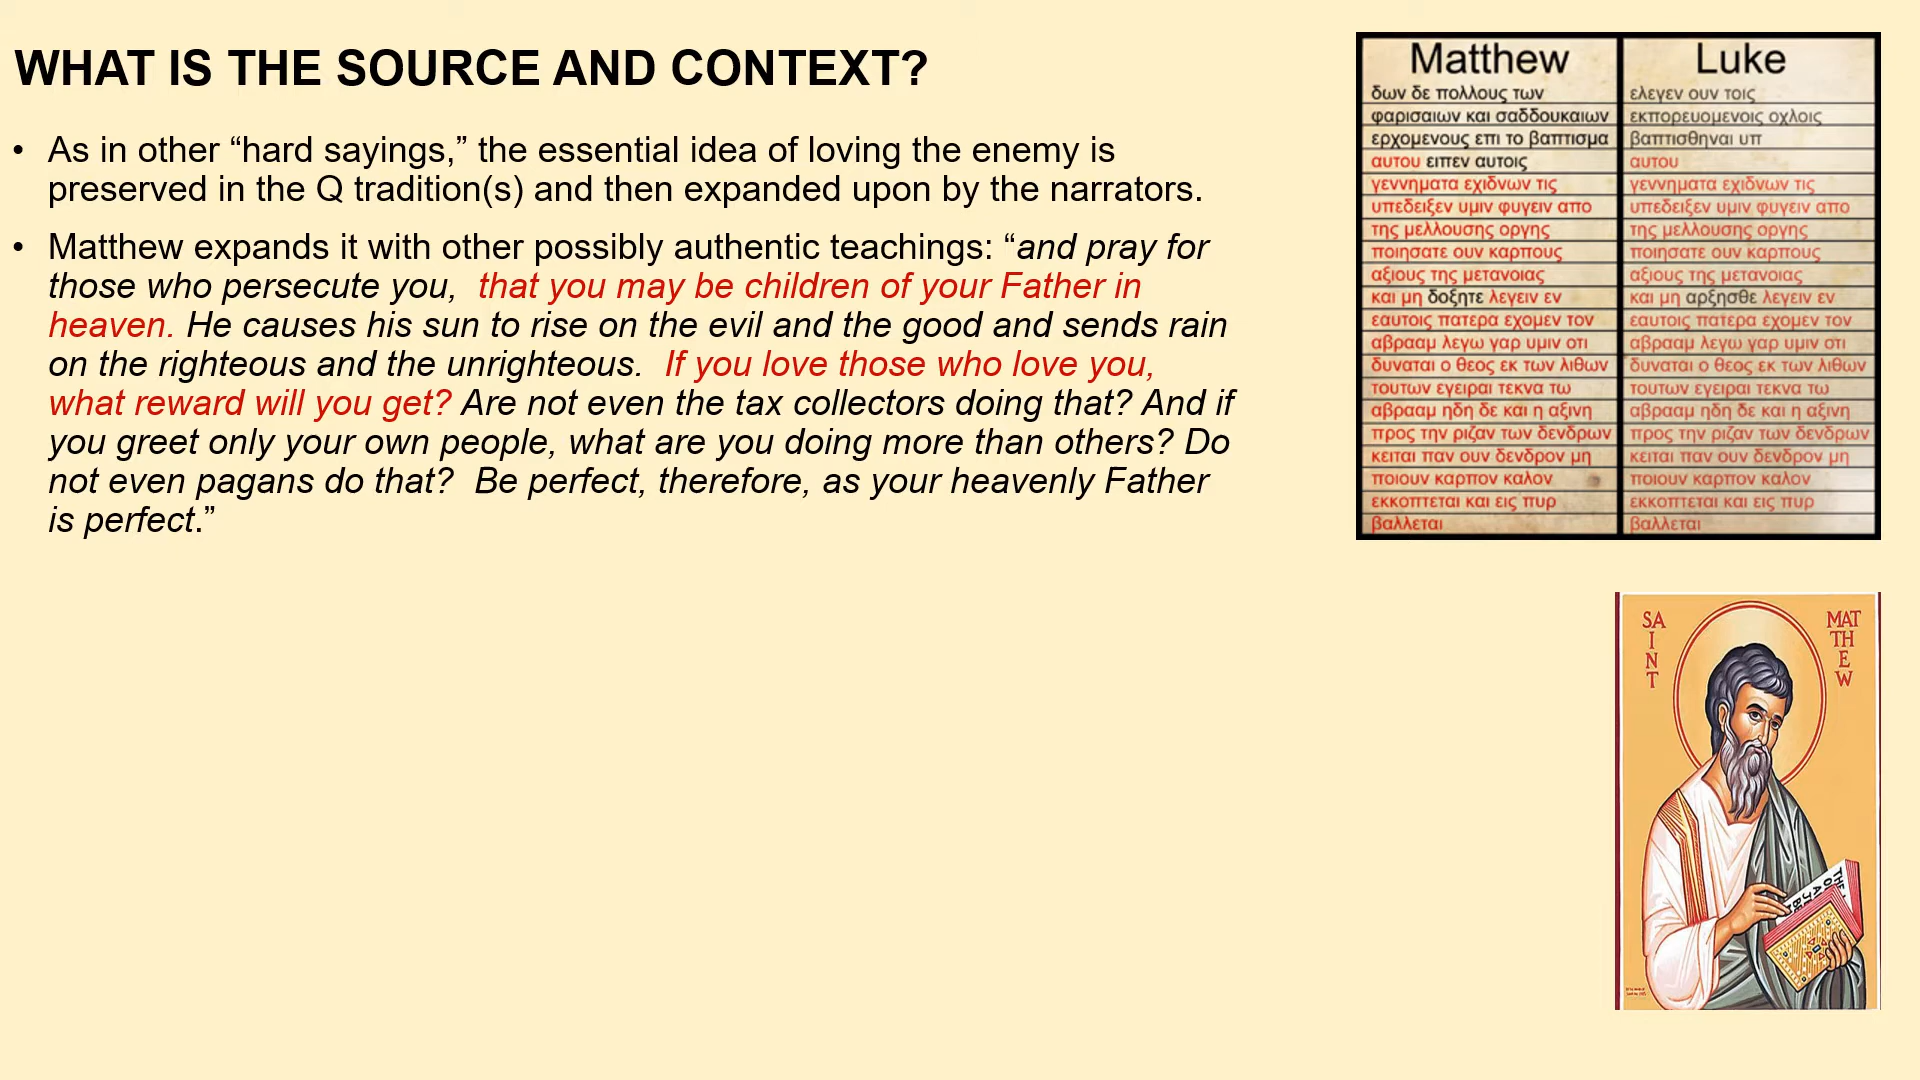 WHAT IS THE SOURCE AND CONTEXT?
• As in other “hard sayings,” the essential idea of loving the enemy is
preserved in the Q tradition(s) and then expanded upon by the narrators.
• Matthew expands it with other possibly authentic teachings: “and pray for
those who persecute you, that you may be children of your Father in
heaven. He causes his sun to rise on the evil and the good and sends rain
on the righteous and the unrighteous. If you love those who love you,
what reward will you get? Are not even the tax collectors doing that? And if
you greet only your own people, what are you doing more than others? Do
not even pagans do that? Be perfect, therefore, as your heavenly Father
is perfect.”
Matthew
δων δε πολλους των
φαρισαιων και σαδδουκαιων
ερχομενους επι το βαπτισμα
αυτου ειπεν αυτοις
γεννηματα εχιδνων τις
υπεδειξεν υμιν φυγειν απο
της μελλουσης οργης
ποιησατε ουν καρπους
αξιους της μετανοιας
και μη δοξητε λεγειν εν
εαυτοις πατερα εχομεν τον
αβρααμ λεγω γαρ υμιν οτι
δυναται ο θεος εκ των λιθων
τουτων εγειραι τεκνα τω
αβρααμ ηδη δε και η αξινη
προς την ριζαν των δενδρων
κειται παν ουν δενδρον μη
ποιουν καρπον καλον
εκκοπτεται και εις πυρ
βαλλεται
Luke
ελεγεν ουν τοις
εκπορευομενοις οχλοις
βαπτισθηναι υπ
αυτου
γεννηματα εχιδνων τις
υπεδειξεν υμιν φυγειν απο
της μελλουσης οργης
ποιησατε ουν καρπους
αξιους της μετανοιας
και μη αρξησθε λεγειν εν
εαυτοις πατερα εχομεν τον
αβρααμ λεγω γαρ υμιν οτι
δυναται ο θεος εκ των λιθων
τουτων εγειραι τεκνα τω
αβρααμ ηδη δε και η αξινη
προς την ριζαν των δενδρων
κειται παν ουν δενδρον μη
ποιουν καρπον καλον
εκκοπτεται και εις πυρ
βαλλεται
SA
I
N
T
MAT
TH
E
W